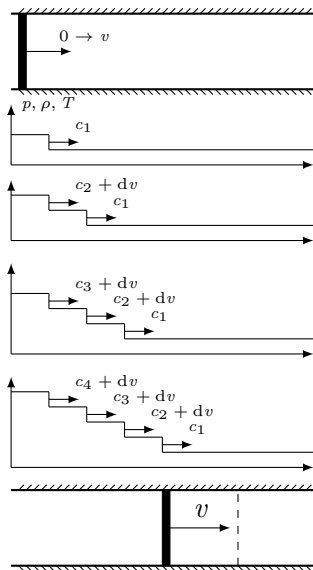 0 → v
p, ρ, T
c₁
c₂ + dv
c₁
c₃ + dv
c₂ + dv
c₁
c₄ + dv
c₃ + dv
c₂ + dv
c₁
v